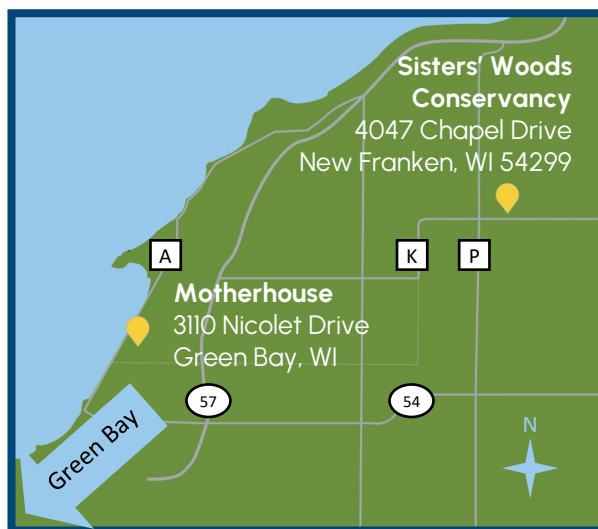 Sisters' Woods
Conservancy
4047 Chapel Drive
New Franken, WI 54299
A
K
P
Motherhouse
3110 Nicolet Drive
Green Bay, WI
57
54
Green Bay
N